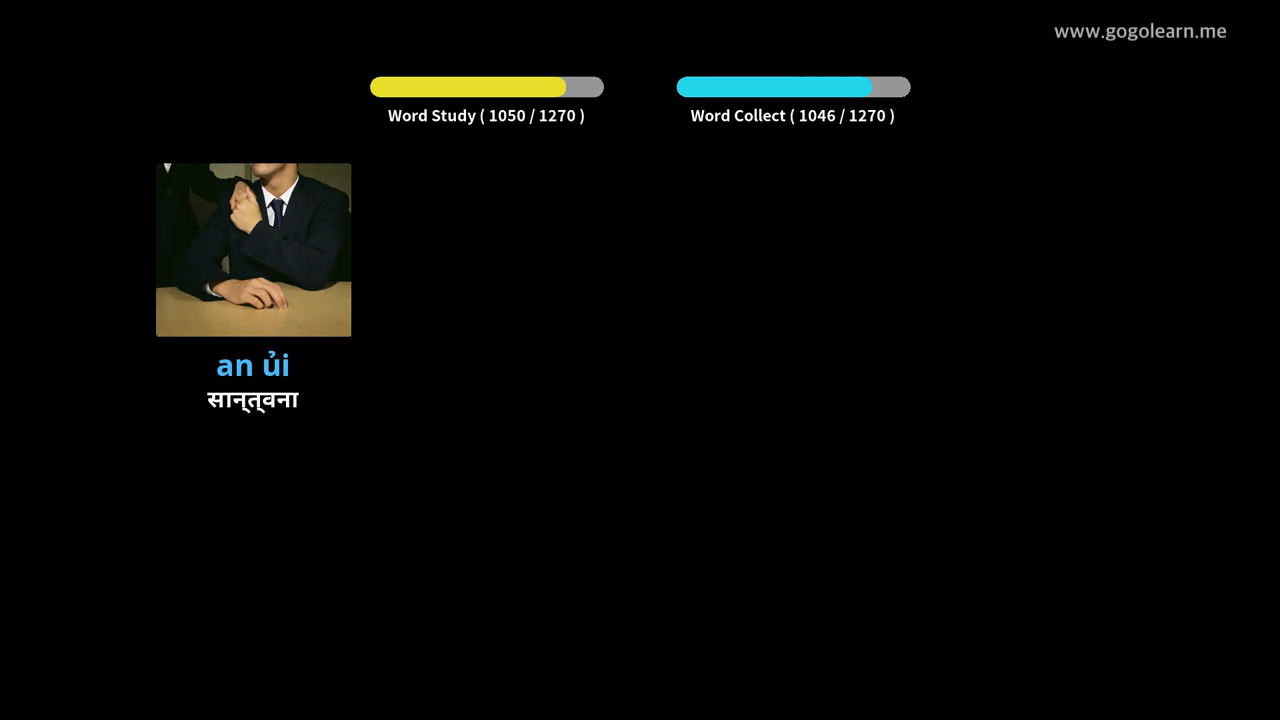 www.gogolearn.me
Word Study ( 1050 / 1270 )
Word Collect ( 1046 / 1270 )
an ủi
सान्त्वना